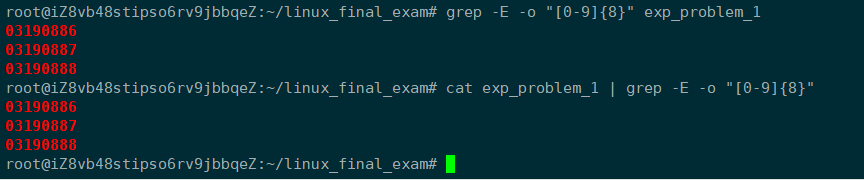 root@iZ8vb48stipso6rv9jbbqeZ:~/linux_final_exam# grep -E -o "[0-9]{8}" exp_problem_1
03190886
03190887
03190888
root@iZ8vb48stipso6rv9jbbqeZ:~/linux_final_exam# cat exp_problem_1 | grep -E -o "[0-9]{8}"
03190886
03190887
03190888
root@iZ8vb48stipso6rv9jbbqeZ:~/linux_final_exam#